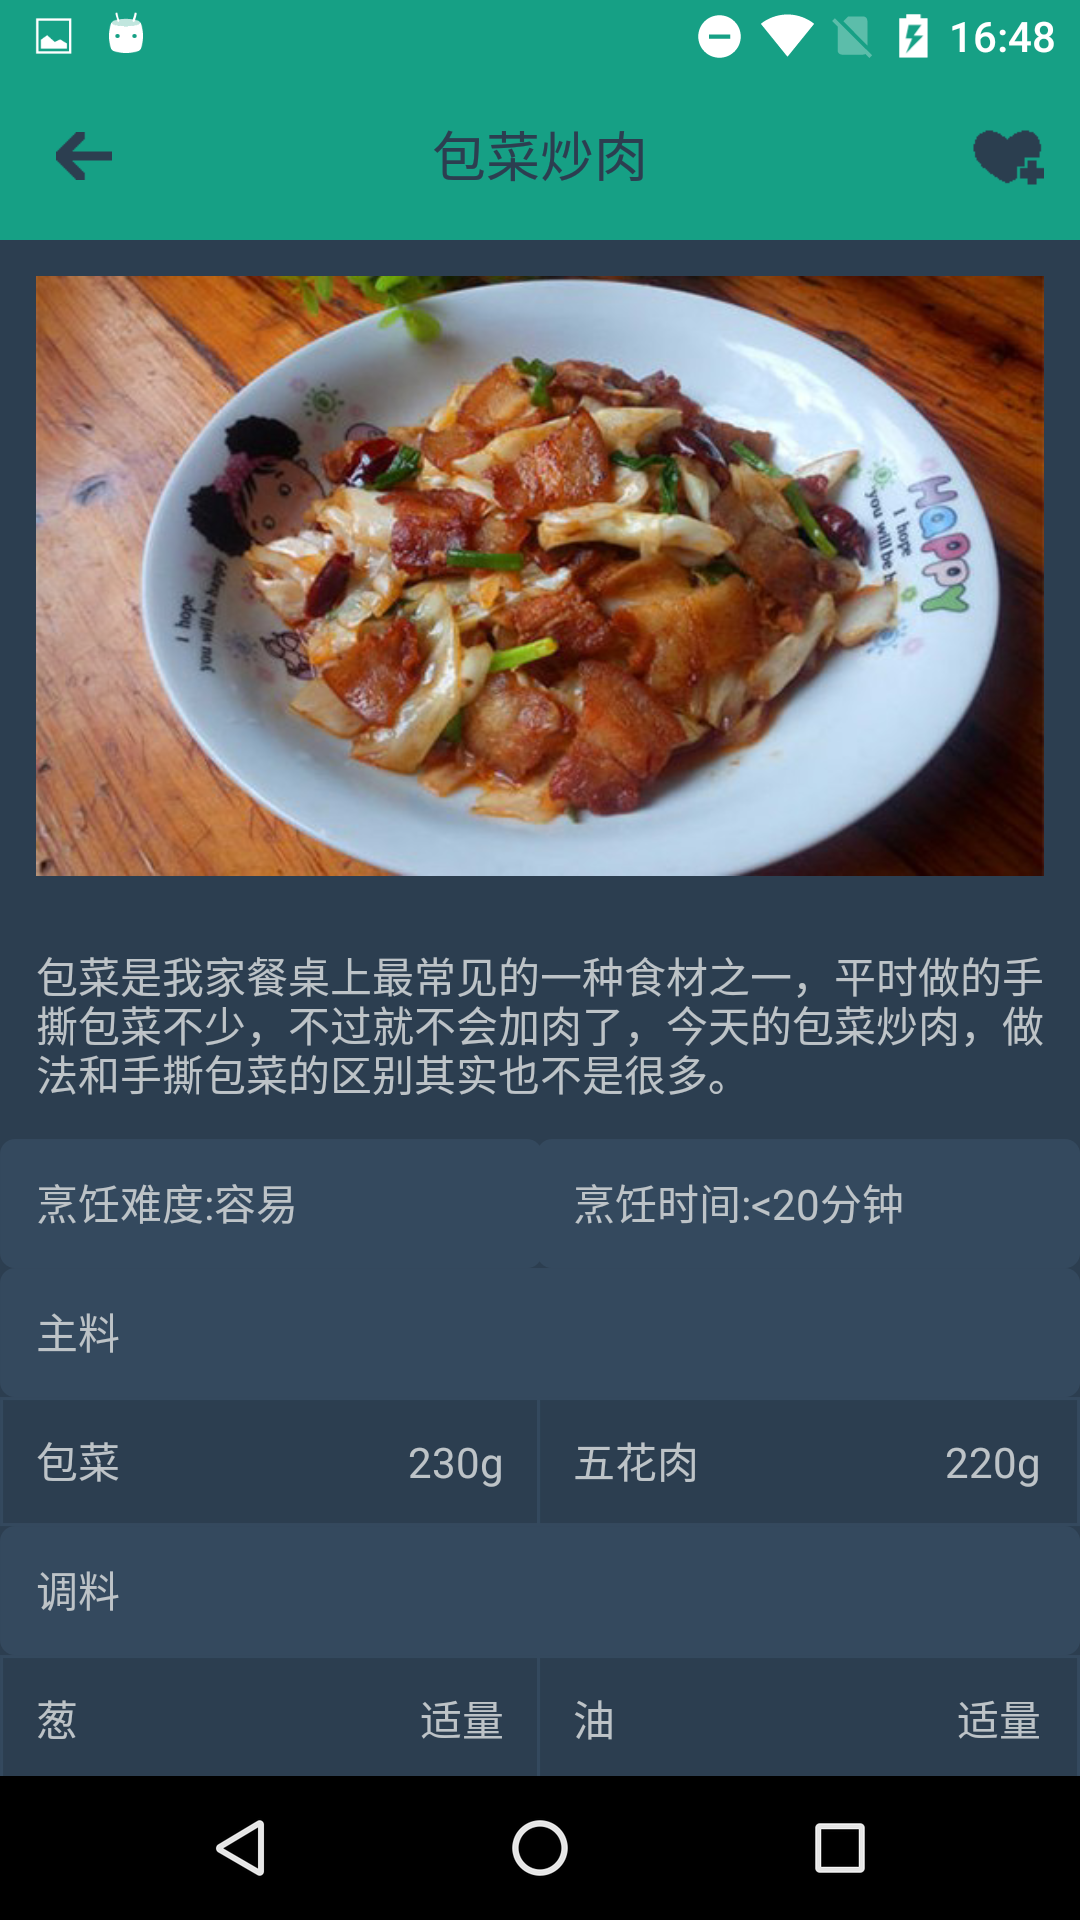 16:48
包菜炒肉
Happy
I hope
you will be h
I hope
you will be happy
包菜是我家餐桌上最常见的一种食材之一，平时做的手
撕包菜不少，不过就不会加肉了，今天的包菜炒肉，做
法和手撕包菜的区别其实也不是很多。
烹饪难度:容易
烹饪时间:<20分钟
主料
包菜 230g 五花肉 220g
调料
葱 适量 油 适量